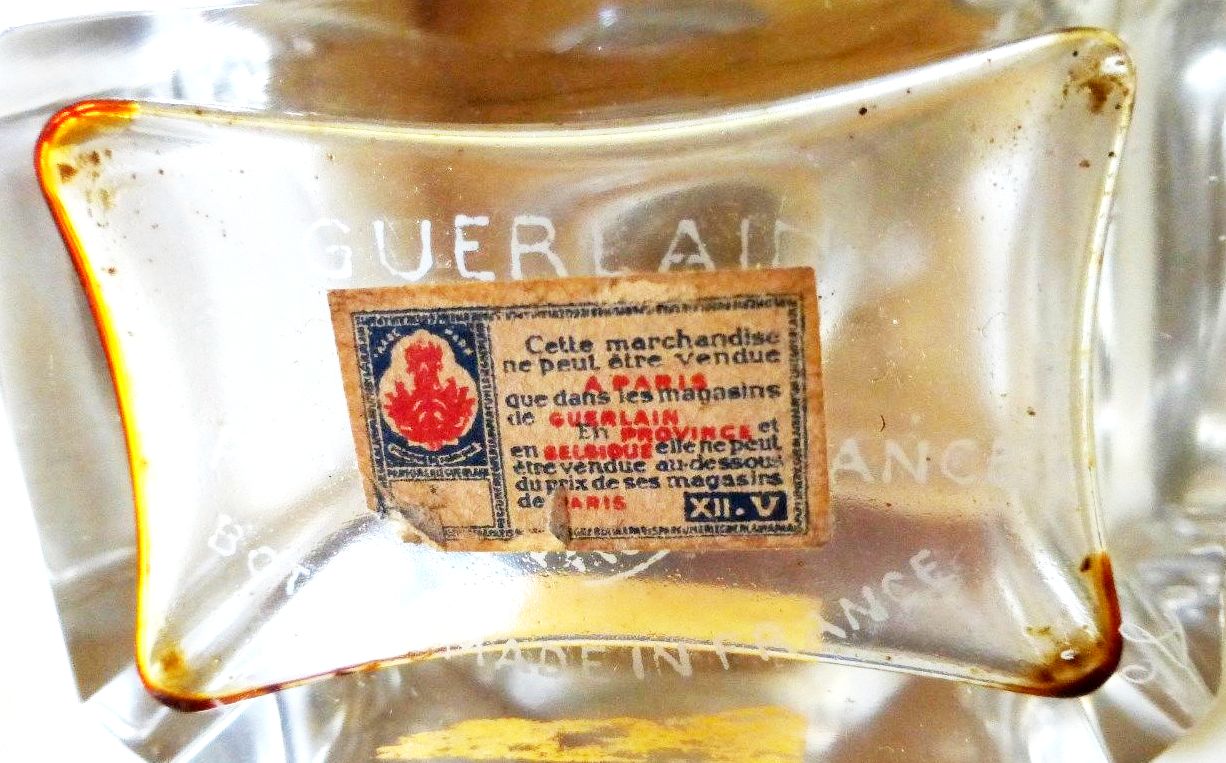 GUERLAIN
Cette marchandise
ne peut être vendue
A PARIS
que dans les magasins
de GUERLAIN
En PROVINCE et
en BELGIQUE elle ne peut
être vendue au-dessous
du prix de ses magasins
de PARIS
XII.V
MADE IN FRANCE